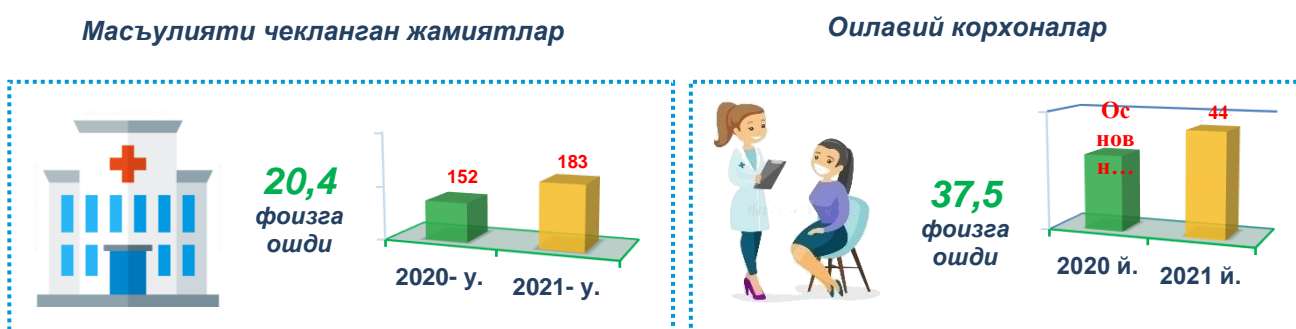 Масъулияти чекланган жамиятлар
20,4
фоизга
ошди
152
183
2020- у.
2021- у.
Оилавий корхоналар
37,5
фоизга
ошди
Ос
нов
н...
44
2020 й.
2021 й.